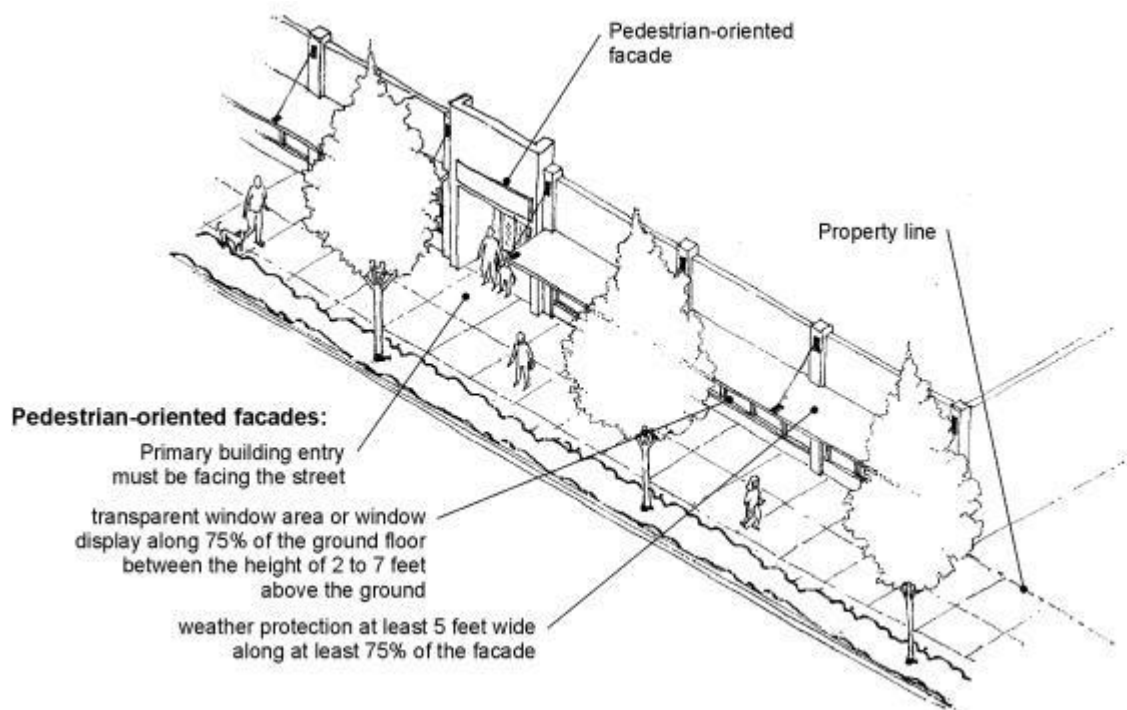 Pedestrian-oriented
facade
Property line
Pedestrian-oriented facades:
Primary building entry
must be facing the street
transparent window area or window
display along 75% of the ground floor
between the height of 2 to 7 feet
above the ground
weather protection at least 5 feet wide
along at least 75% of the facade